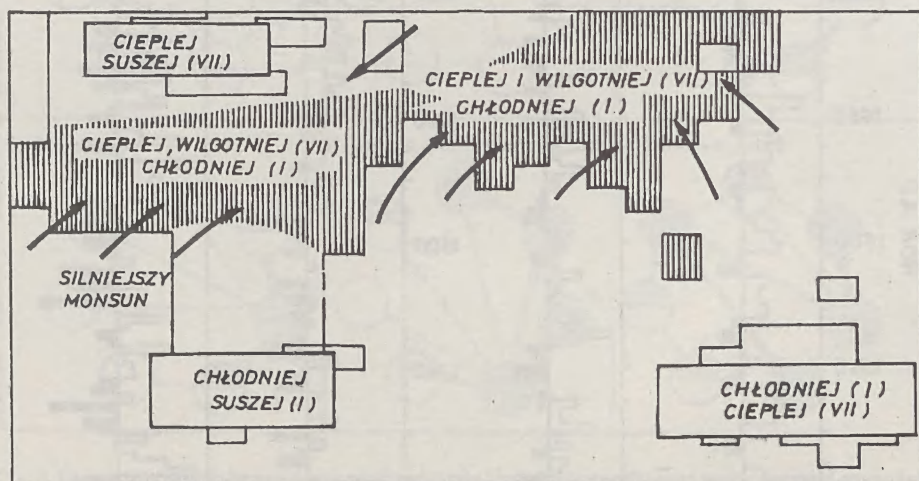 CIEPLEJ
SUSZEJ (VII.)
CIEPLEJ I WILGOTNIEJ (VII)
CHŁODNIEJ (I.)
CIEPLEJ, WILGOTNIEJ (VII)
CHŁODNIEJ (I)
SILNIEJSZY
MONSUN
CHŁODNIEJ
SUSZEJ (I)
CHŁODNIEJ (I)
CIEPLEJ (VII)